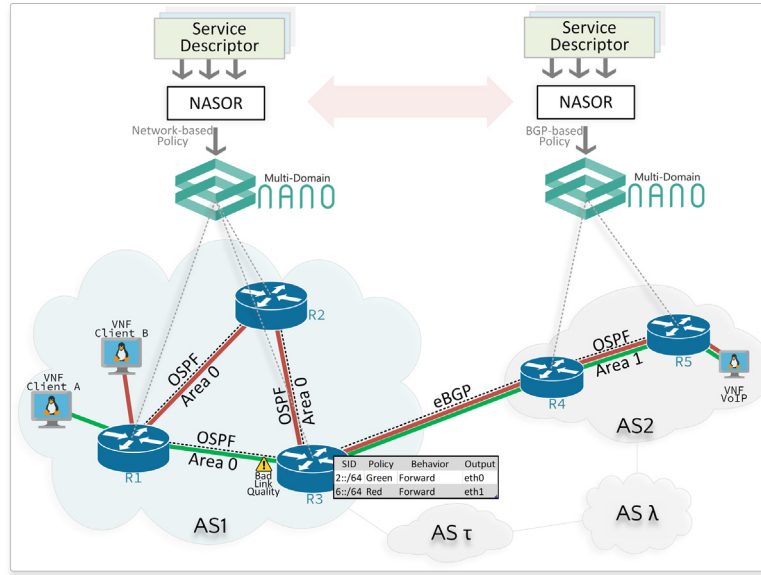 Service
Descriptor
Service
Descriptor
NASOR
NASOR
Network-based
Policy
BGP-based
Policy
Multi-Domain
NANO
Multi-Domain
NANO
VNF
Client B
VNF
Client A
R2
OSPF
Area 0
OSPF
Area 0
OSPF
Area 0
R1
Bad
Link
Quality
R3
eBGP
OSPF
Area 1
R4
R5
VNF
VoIP
SID Policy Behavior Output
2::/64 Green Forward eth0
6::/64 Red Forward eth1
AS1
AS2
AS τ
AS λ